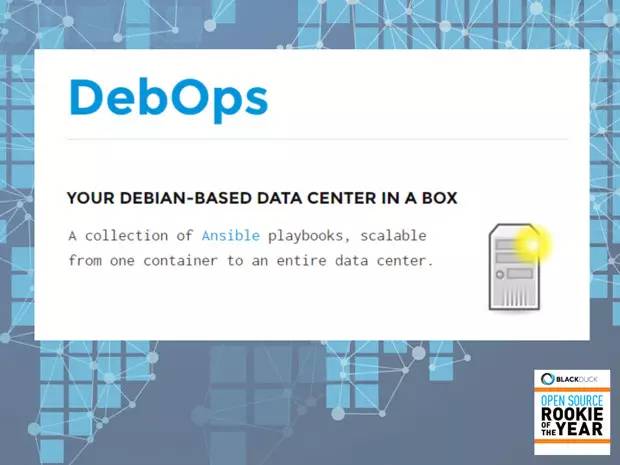 DebOps
YOUR DEBIAN-BASED DATA CENTER IN A BOX
A collection of Ansible playbooks, scalable
from one container to an entire data center.
BLACKDUCK
OPEN SOURCE
ROOKIE
OF THE
YEAR